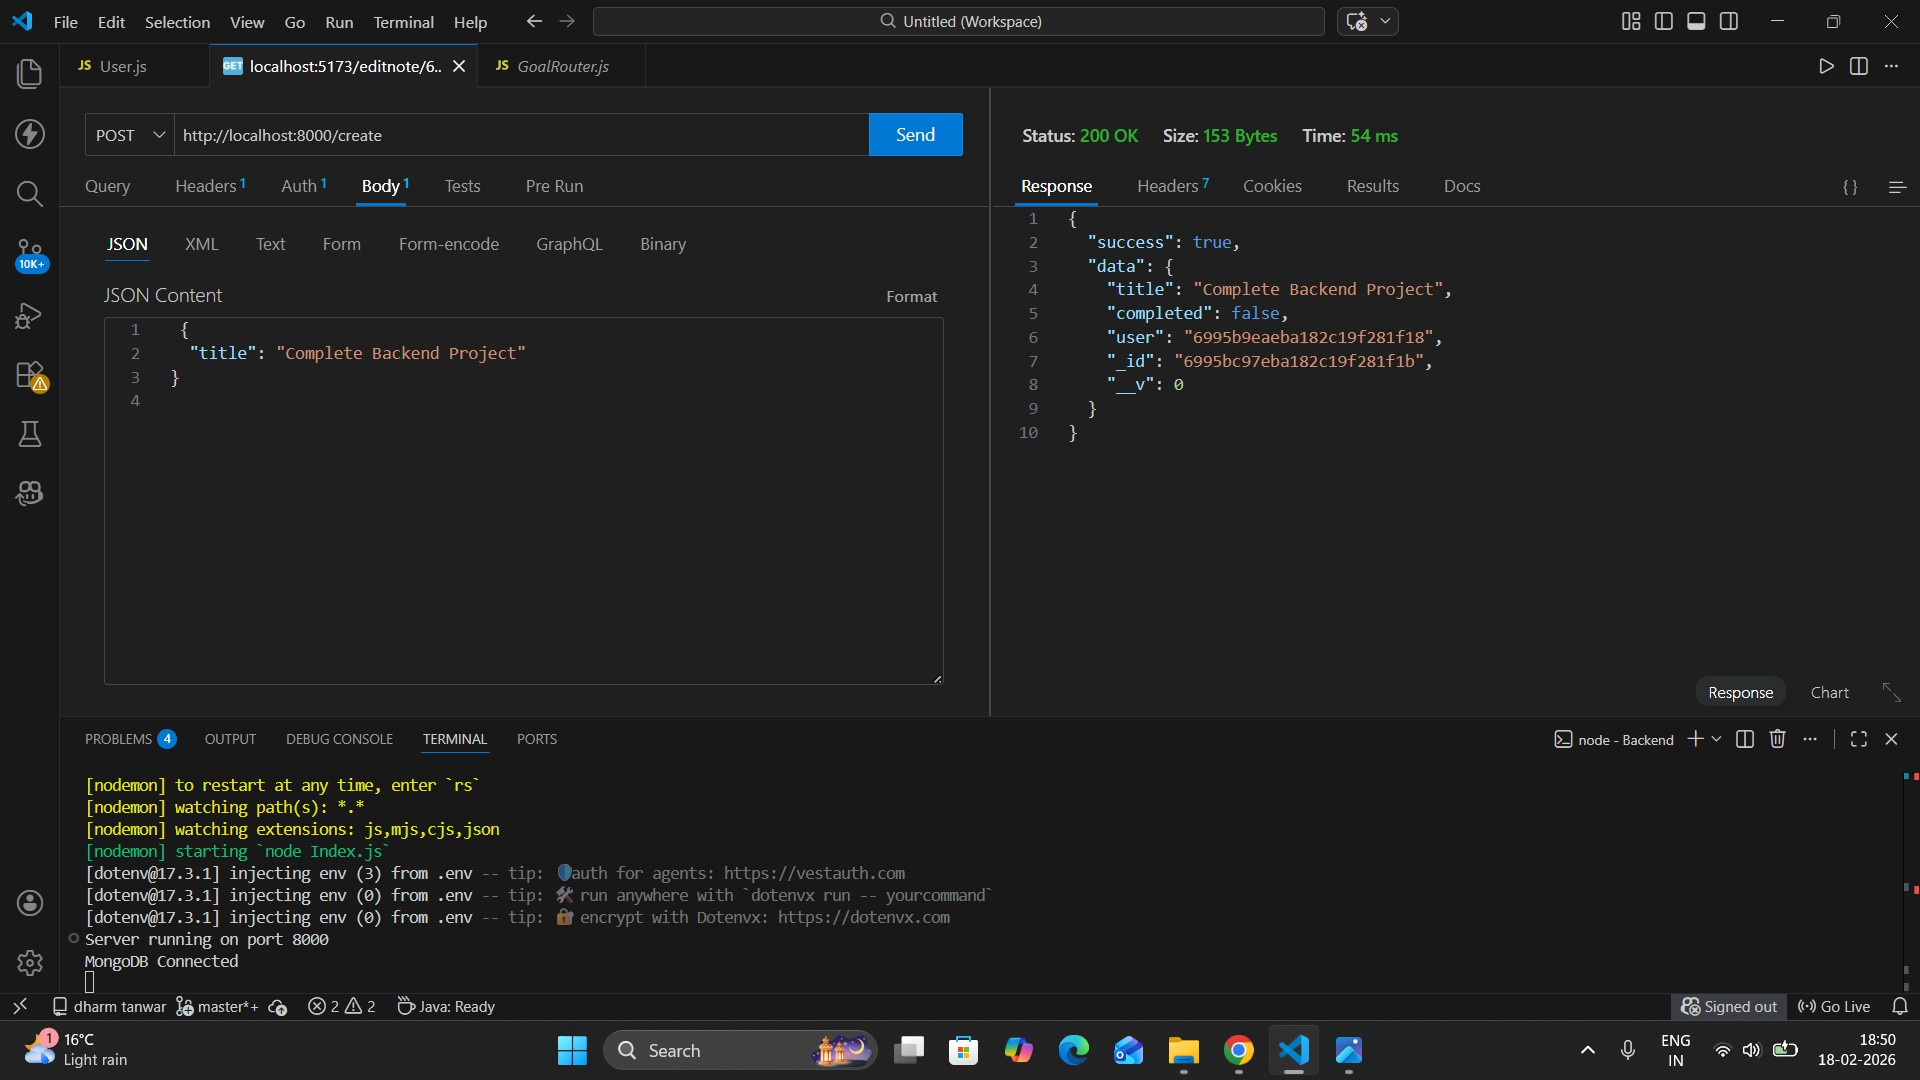 File Edit Selection View Go Run Terminal Help
Untitled (Workspace)
JS User.js
GET localhost:5173/editnote/6..
JS GoalRouter.js
POST http://localhost:8000/create Send
Query Headers 1 Auth 1 Body 1 Tests Pre Run
JSON XML Text Form Form-encode GraphQL Binary
JSON Content Format
1 {
2 "title": "Complete Backend Project"
3 }
4
Status: 200 OK Size: 153 Bytes Time: 54 ms
Response Headers 7 Cookies Results Docs { }
1 {
2 "success": true,
3 "data": {
4 "title": "Complete Backend Project",
5 "completed": false,
6 "user": "6995b9eaeba182c19f281f18",
7 "_id": "6995bc97eba182c19f281f1b",
8 "__v": 0
9 }
10 }
Response Chart
10K+
PROBLEMS 4 OUTPUT DEBUG CONSOLE TERMINAL PORTS
node - Backend
[nodemon] to restart at any time, enter `rs`
[nodemon] watching path(s): *.*
[nodemon] watching extensions: js,mjs,cjs,json
[nodemon] starting `node Index.js`
[dotenv@17.3.1] injecting env (3) from .env -- tip: 🛡️auth for agents: https://vestauth.com
[dotenv@17.3.1] injecting env (0) from .env -- tip: 🛠️ run anywhere with `dotenvx run -- yourcommand`
[dotenv@17.3.1] injecting env (0) from .env -- tip: 🔐 encrypt with Dotenvx: https://dotenvx.com
Server running on port 8000
MongoDB Connected
dharm tanwar master*+ 2 2 Java: Ready
Signed out Go Live
1 16°C
Light rain
Search
ENG
IN
18:50
18-02-2026